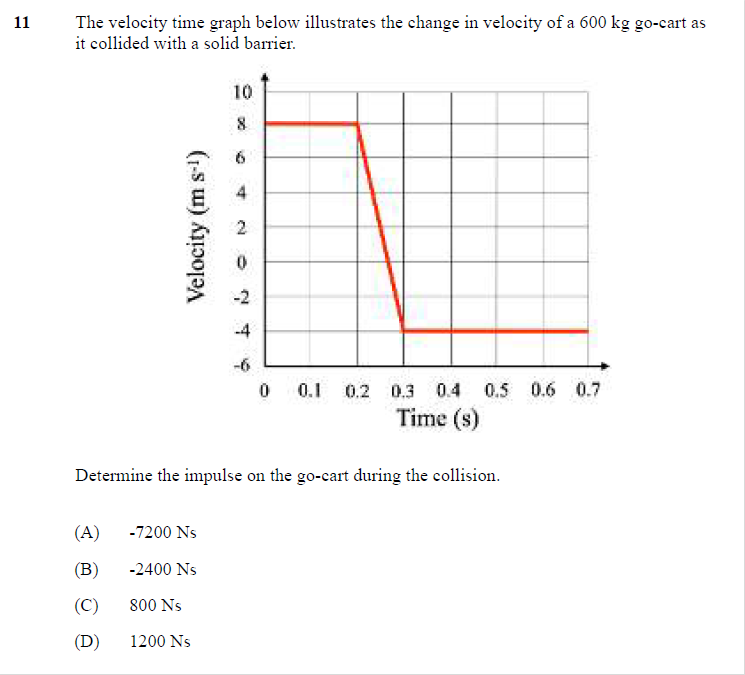 11 The velocity time graph below illustrates the change in velocity of a 600 kg go-cart as
it collided with a solid barrier.
Velocity (m s-1)
10
8
6
4
2
0
-2
-4
-6
0 0.1 0.2 0.3 0.4 0.5 0.6 0.7
Time (s)
Determine the impulse on the go-cart during the collision.
(A) -7200 Ns
(B) -2400 Ns
(C) 800 Ns
(D) 1200 Ns